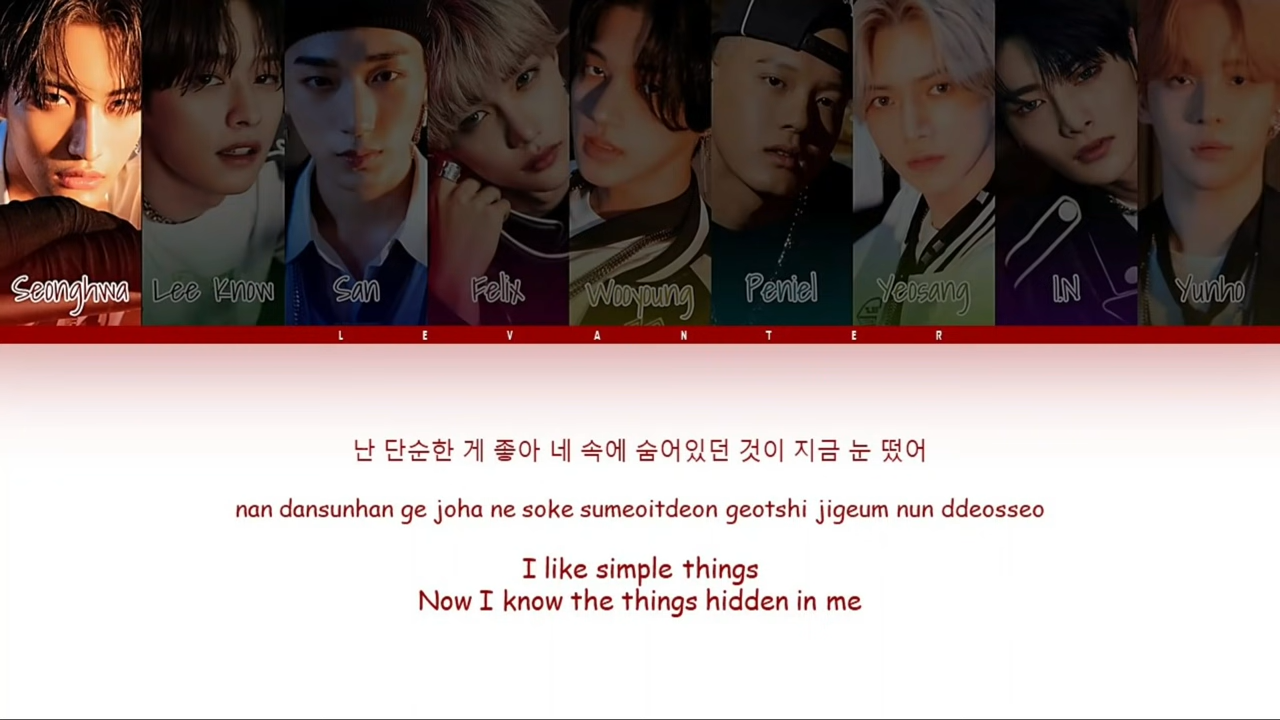 Seonghwa Lee Know San Felix Wooyoung Peniel Yeosang I.N Yunho
LEVANTER
난 단순한 게 좋아 네 속에 숨어있던 것이 지금 눈 떴어
nan dansunhan ge joha ne soke sumeoitdeon geotshi jigeum nun ddeosseo
I like simple things
Now I know the things hidden in me